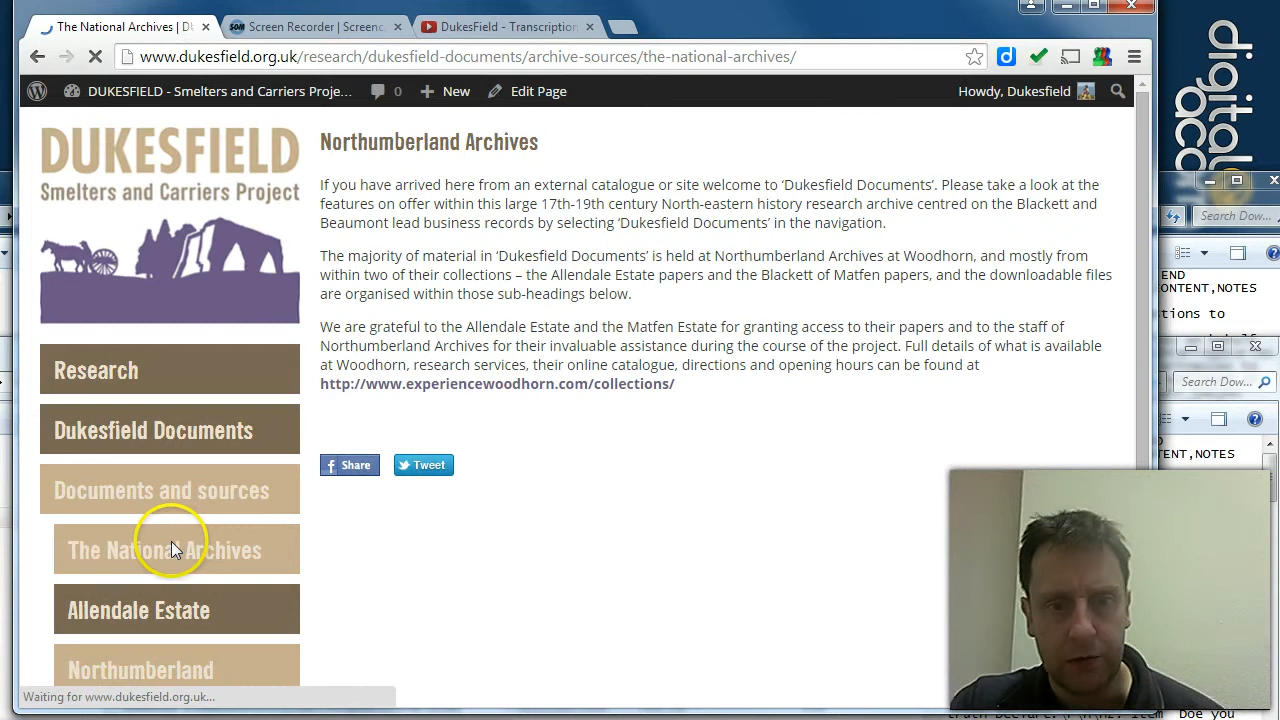 The National Archives | D
Screen Recorder | Screenc
DukesField - Transcription
www.dukesfield.org.uk/research/dukesfield-documents/archive-sources/the-national-archives/
DUKESFIELD - Smelters and Carriers Proje...
0
New
Edit Page
Howdy, Dukesfield
digital
DUKESFIELD
Smelters and Carriers Project
Northumberland Archives
If you have arrived here from an external catalogue or site welcome to ‘Dukesfield Documents’. Please take a look at the
features on offer within this large 17th-19th century North-eastern history research archive centred on the Blackett and
Beaumont lead business records by selecting ‘Dukesfield Documents’ in the navigation.
The majority of material in ‘Dukesfield Documents’ is held at Northumberland Archives at Woodhorn, and mostly from
within two of their collections – the Allendale Estate papers and the Blackett of Matfen papers, and the downloadable files
are organised within those sub-headings below.
We are grateful to the Allendale Estate and the Matfen Estate for granting access to their papers and to the staff of
Northumberland Archives for their invaluable assistance during the course of the project. Full details of what is available
at Woodhorn, research services, their online catalogue, directions and opening hours can be found at
http://www.experiencewoodhorn.com/collections/
Share
Tweet
Research
Dukesfield Documents
Documents and sources
The National Archives
Allendale Estate
Northumberland
Waiting for www.dukesfield.org.uk...
Search Dow...
END
ONTENT,NOTES
tions to
Search Dow...
TENT,NOTES
Doe you